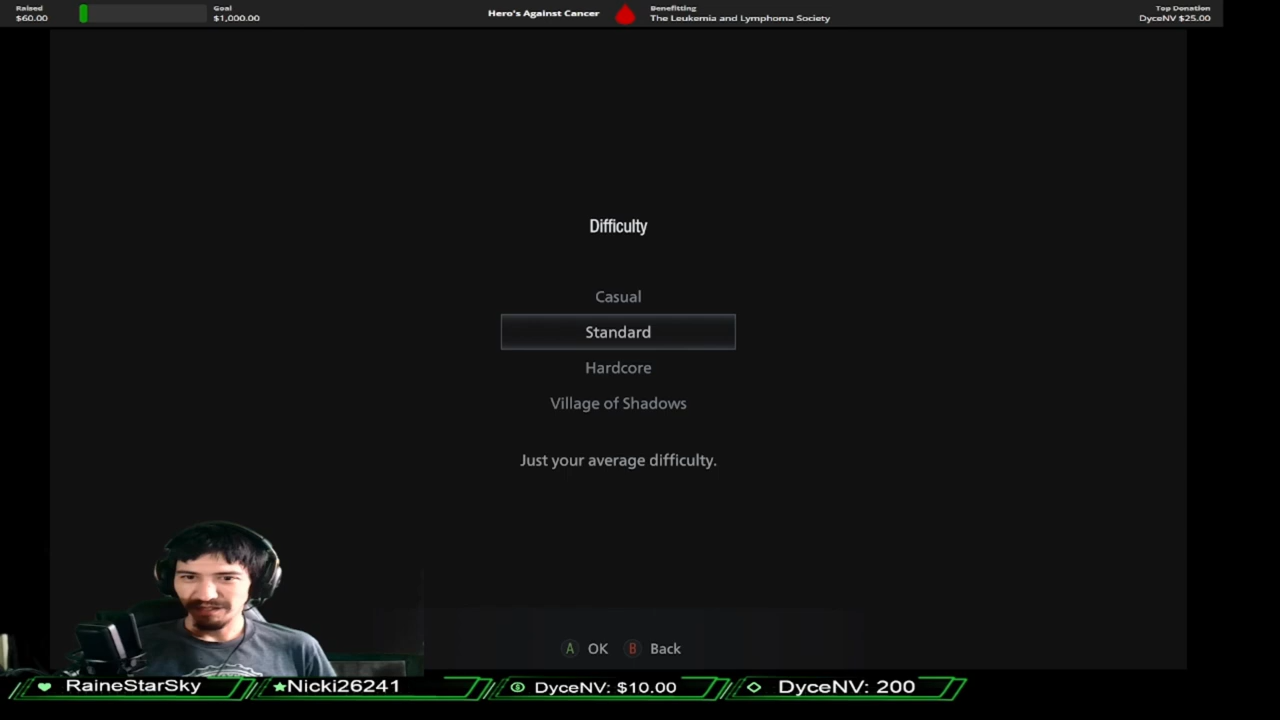 Raised
$60.00
Goal
$1,000.00
Hero's Against Cancer
Benefitting
The Leukemia and Lymphoma Society
Top Donation
DyceNV $25.00
Difficulty
Casual
Standard
Hardcore
Village of Shadows
Just your average difficulty.
A OK B Back
RaineStarSky
Nicki26241
DyceNV: $10.00
DyceNV: 200